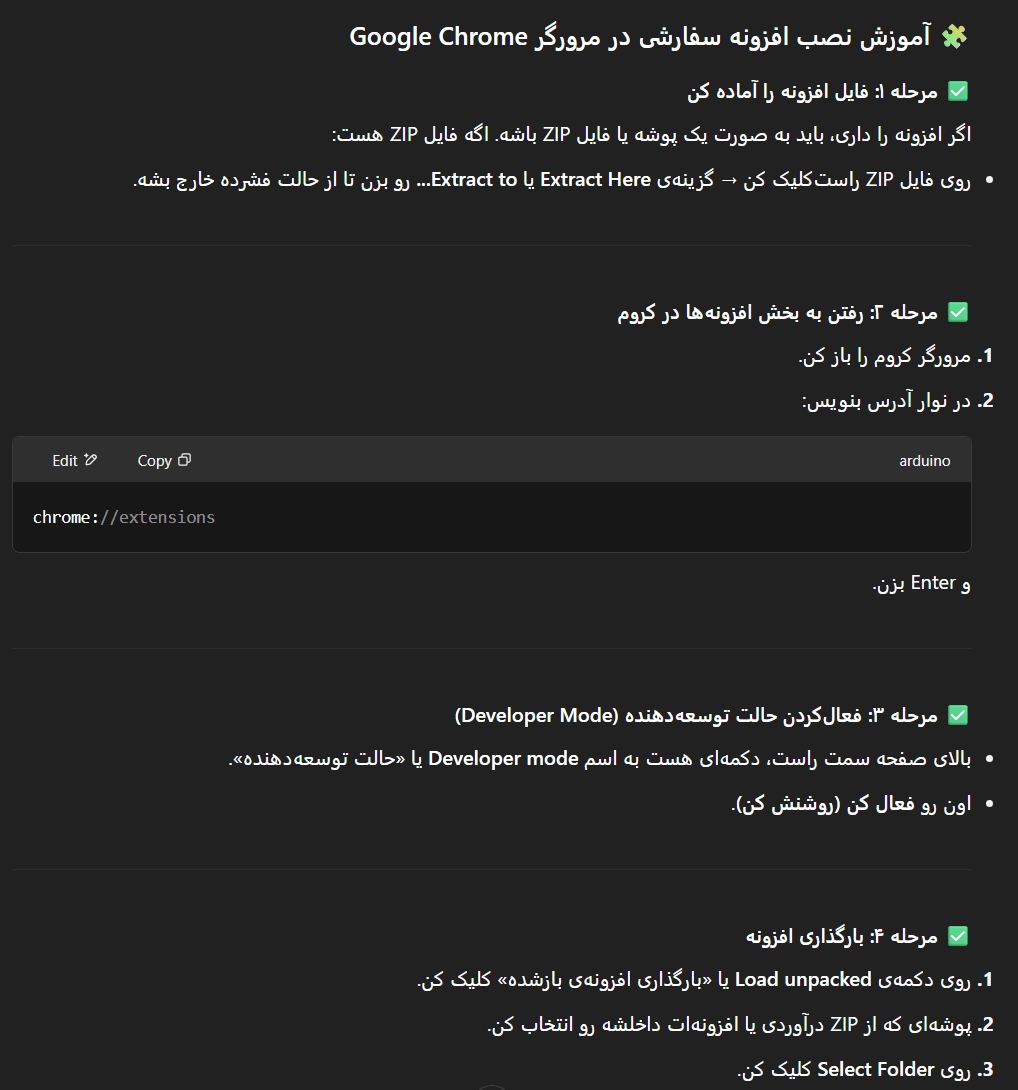 🧩 آموزش نصب افزونه سفارشی در مرورگر Google Chrome
✅ مرحله ۱: فایل افزونه را آماده کن
اگر افزونه را داری، باید به صورت یک پوشه یا فایل ZIP باشه. اگه فایل ZIP هست:
• روی فایل ZIP راست‌کلیک کن → گزینه‌ی Extract Here یا Extract to... رو بزن تا از حالت فشرده خارج بشه.
✅ مرحله ۲: رفتن به بخش افزونه‌ها در کروم
1. مرورگر کروم را باز کن.
2. در نوار آدرس بنویس:
arduino Copy Edit
chrome://extensions
و Enter بزن.
✅ مرحله ۳: فعال‌کردن حالت توسعه‌دهنده (Developer Mode)
• بالای صفحه سمت راست، دکمه‌ای هست به اسم Developer mode یا «حالت توسعه‌دهنده».
• اون رو فعال کن (روشنش کن).
✅ مرحله ۴: بارگذاری افزونه
1. روی دکمه‌ی Load unpacked یا «بارگذاری افزونه‌ی بازشده» کلیک کن.
2. پوشه‌ای که از ZIP درآوردی یا افزونه‌ات داخلشه رو انتخاب کن.
3. روی Select Folder کلیک کن.